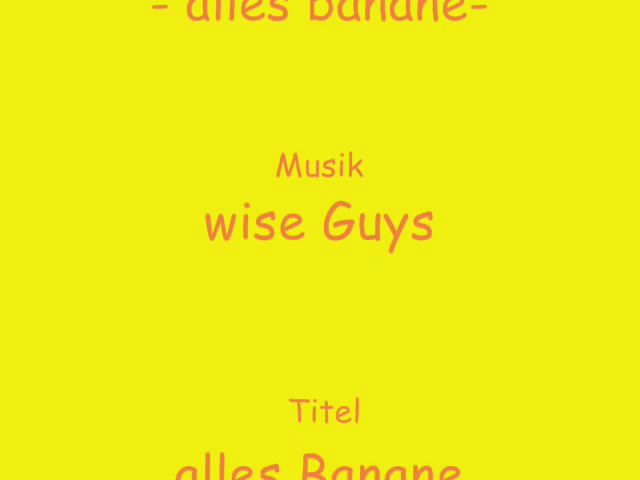 - alles banane-
Musik
wise Guys
Titel
alles Banane